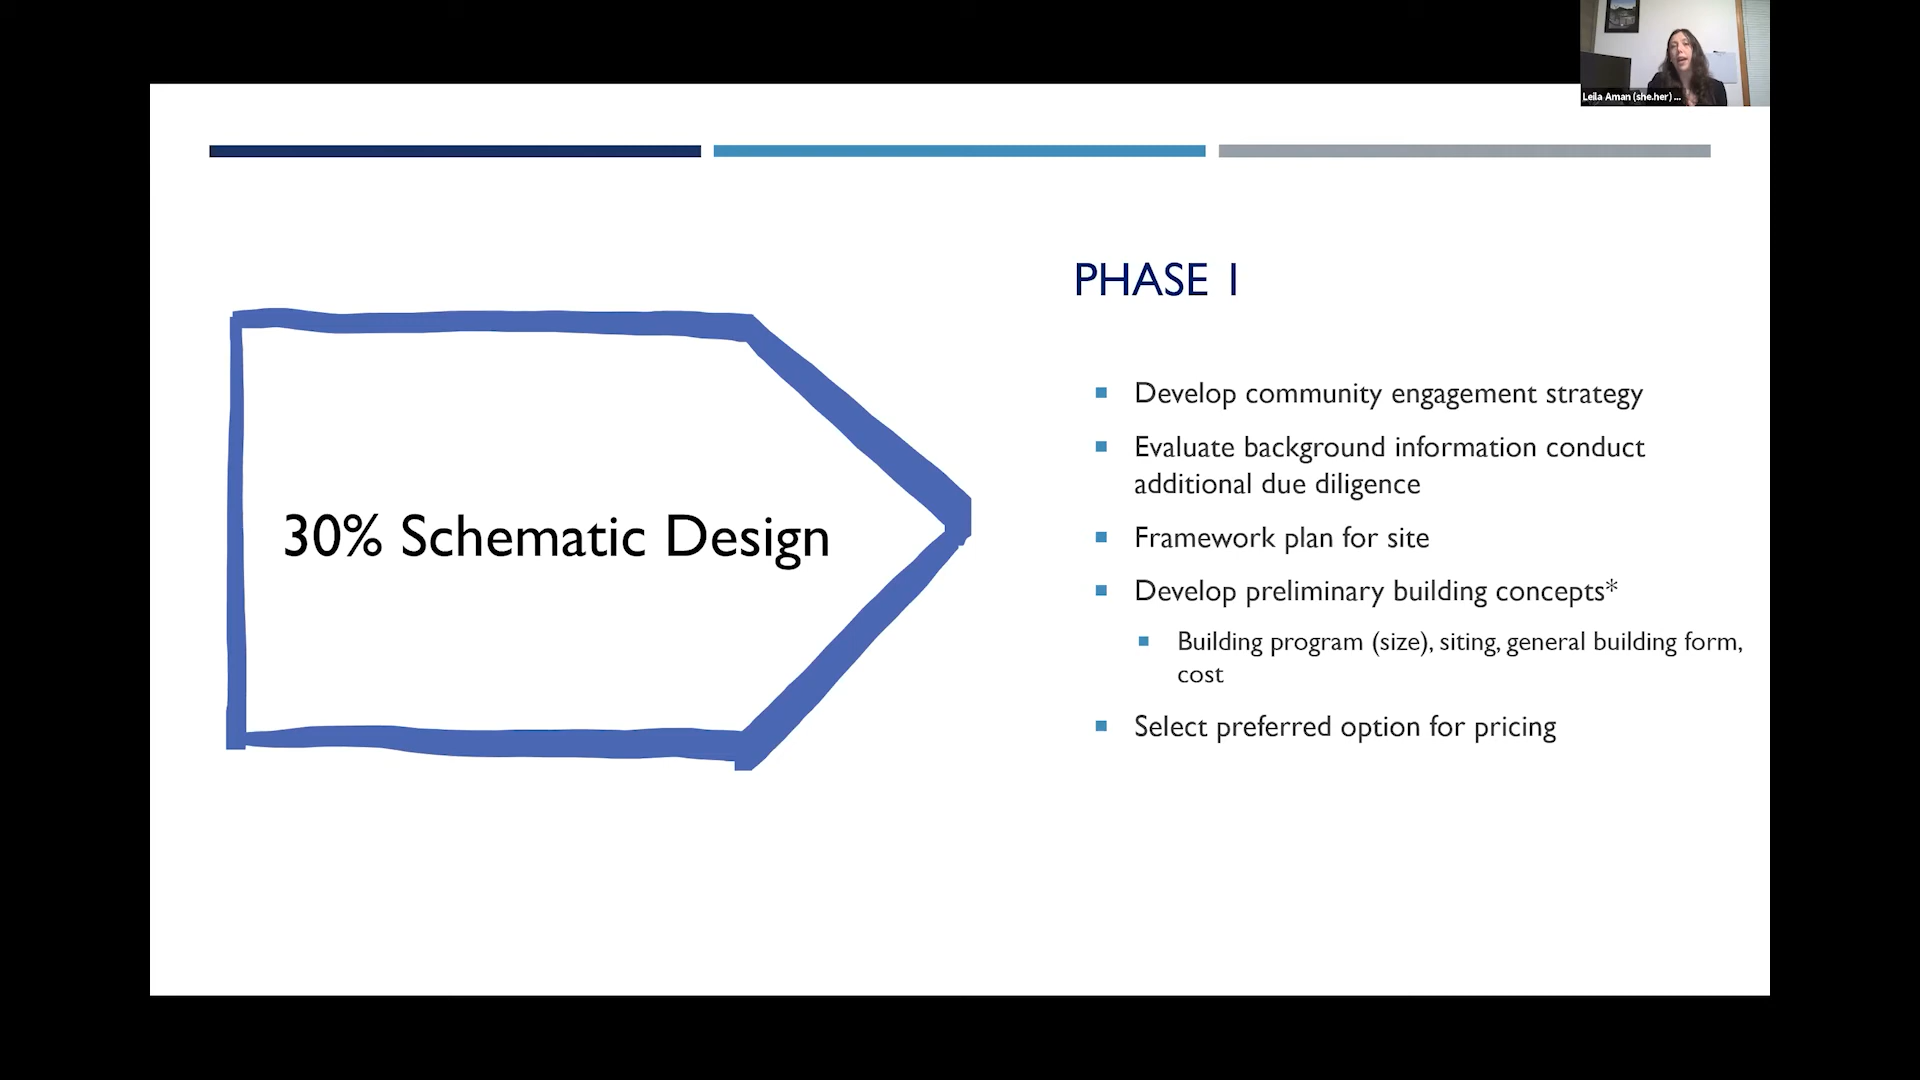 Leila Aman (she.her) ...
PHASE 1
30% Schematic Design
Develop community engagement strategy
Evaluate background information conduct
additional due diligence
Framework plan for site
Develop preliminary building concepts*
Building program (size), siting, general building form,
cost
Select preferred option for pricing